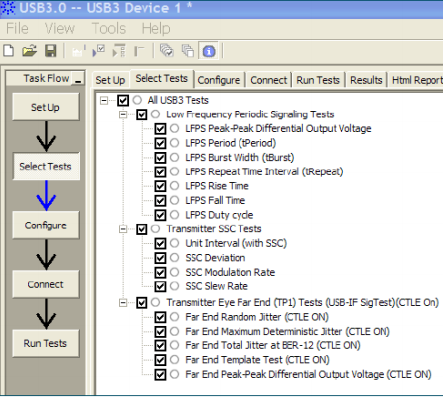 USB3.0 -- USB3 Device 1 *
File View Tools Help
Task Flow
Set Up
Select Tests
Configure
Connect
Run Tests
Set Up Select Tests Configure Connect Run Tests Results Html Report
All USB3 Tests
Low Frequency Periodic Signaling Tests
LFPS Peak-Peak Differential Output Voltage
LFPS Period (tPeriod)
LFPS Burst Width (tBurst)
LFPS Repeat Time Interval (tRepeat)
LFPS Rise Time
LFPS Fall Time
LFPS Duty cycle
Transmitter SSC Tests
Unit Interval (with SSC)
SSC Deviation
SSC Modulation Rate
SSC Slew Rate
Transmitter Eye Far End (TP1) Tests (USB-IF SigTest)(CTLE On)
Far End Random Jitter (CTLE ON)
Far End Maximum Deterministic Jitter (CTLE ON)
Far End Total Jitter at BER-12 (CTLE ON)
Far End Template Test (CTLE ON)
Far End Peak-Peak Differential Output Voltage (CTLE ON)